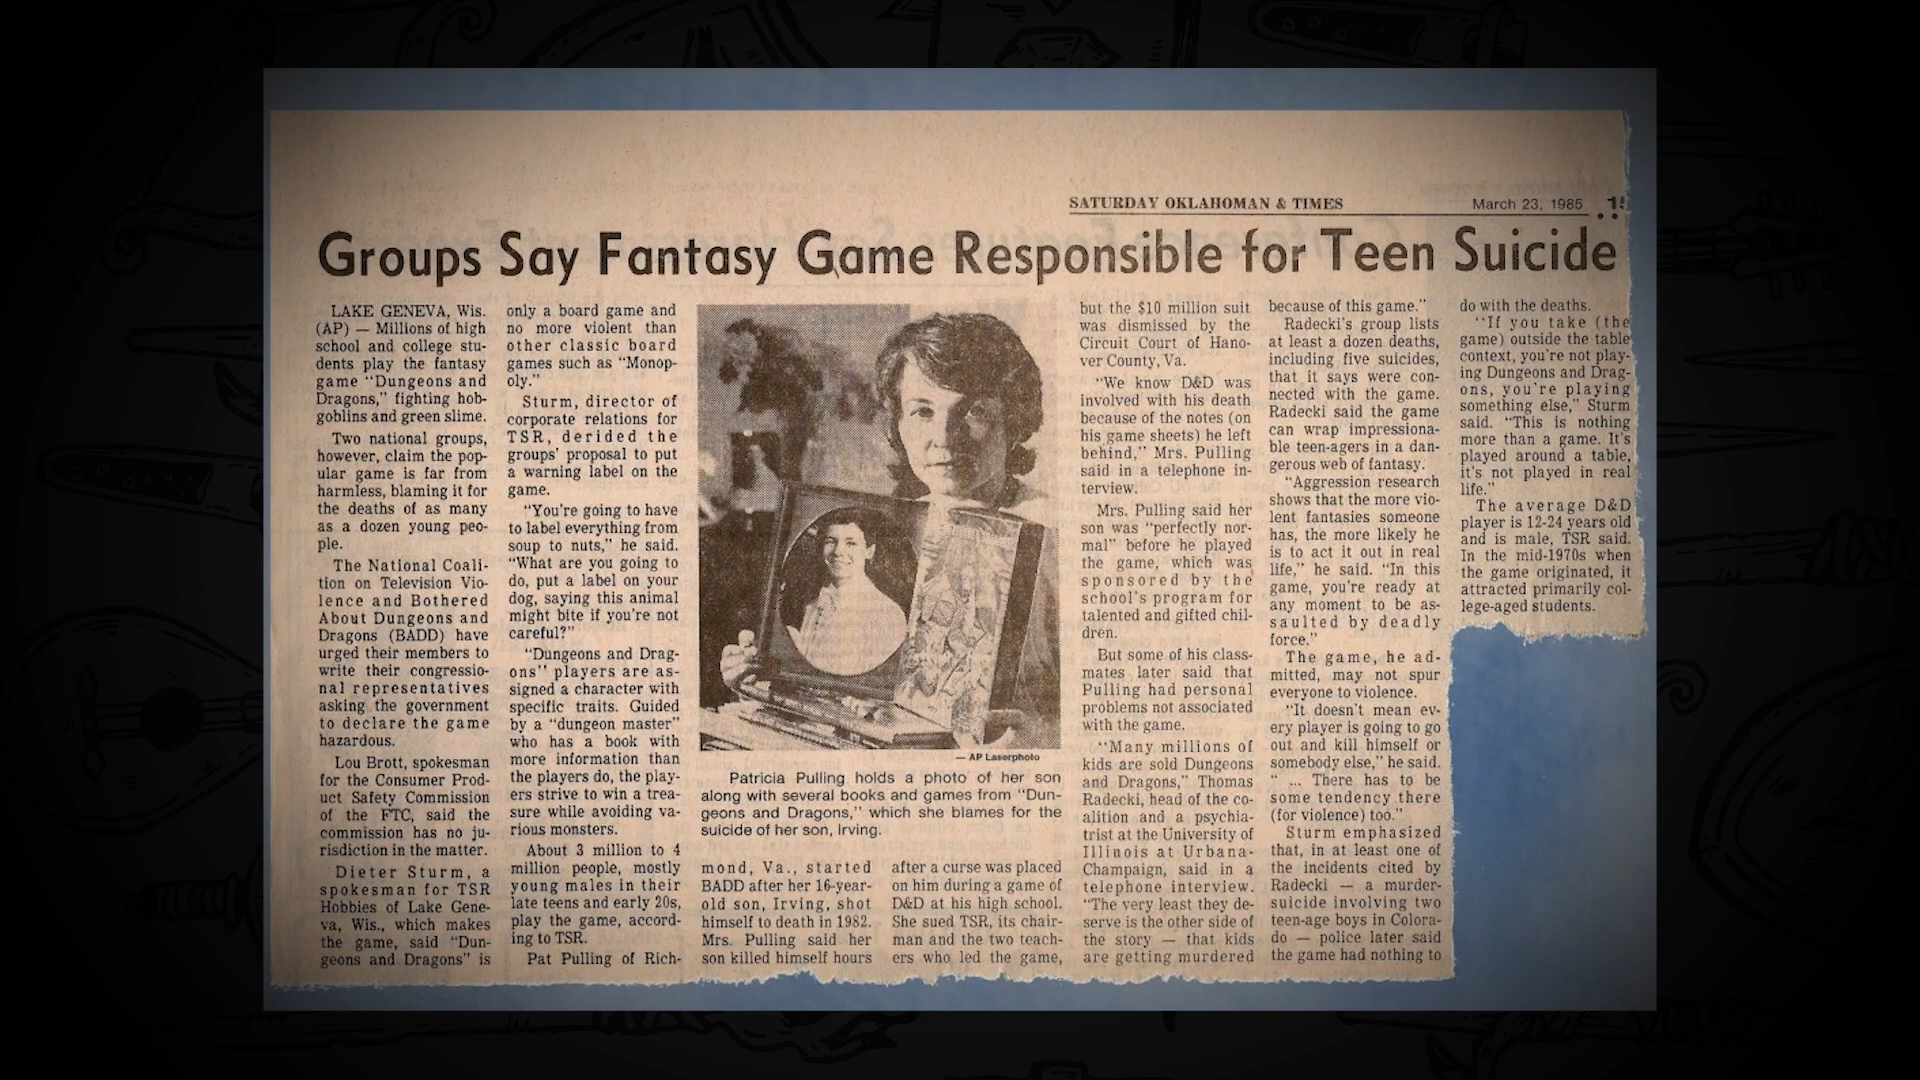 SATURDAY OKLAHOMAN & TIMES
March 23, 1985
Groups Say Fantasy Game Responsible for Teen Suicide
LAKE GENEVA, Wis.
(AP) — Millions of high
school and college stu-
dents play the fantasy
game "Dungeons and
Dragons," fighting hob-
goblins and green slime.
Two national groups,
however, claim the pop-
ular game is far from
harmless, blaming it for
the deaths of as many
as a dozen young peo-
ple.
The National Coali-
tion on Television Vio-
lence and Bothered
About Dungeons and
Dragons (BADD) have
urged their members to
write their congressio-
nal representatives
asking the government
to declare the game
hazardous.
Lou Brott, spokesman
for the Consumer Prod-
uct Safety Commission
of the FTC, said the
commission has no ju-
risdiction in the matter.
Dieter Sturm, a
spokesman for TSR
Hobbies of Lake Gene-
va, Wis., which makes
the game, said "Dun-
geons and Dragons" is
only a board game and
no more violent than
other classic board
games such as "Monop-
oly."
Sturm, director of
corporate relations for
TSR, derided the
groups' proposal to put
a warning label on the
game.
"You're going to have
to label everything from
soup to nuts," he said.
"What are you going to
do, put a label on your
dog, saying this animal
might bite if you're not
careful?"
"Dungeons and Drag-
ons" players are as-
signed a character with
specific traits. Guided
by a "dungeon master"
who has a book with
more information than
the players do, the play-
ers strive to win a trea-
sure while avoiding va-
rious monsters.
About 3 million to 4
million people, mostly
young males in their
late teens and early 20s,
play the game, accord-
ing to TSR.
Pat Pulling of Rich-
— AP Laserphoto
Patricia Pulling holds a photo of her son
along with several books and games from "Dun-
geons and Dragons," which she blames for the
suicide of her son, Irving.
mond, Va., started
BADD after her 16-year-
old son, Irving, shot
himself to death in 1982.
Mrs. Pulling said her
son killed himself hours
after a curse was placed
on him during a game of
D&D at his high school.
She sued TSR, its chair-
man and the two teach-
ers who led the game,
but the $10 million suit
was dismissed by the
Circuit Court of Hano-
ver County, Va.
"We know D&D was
involved with his death
because of the notes (on
his game sheets) he left
behind," Mrs. Pulling
said in a telephone in-
terview.
Mrs. Pulling said her
son was "perfectly nor-
mal" before he played
the game, which was
sponsored by the
school's program for
talented and gifted chil-
dren.
But some of his class-
mates later said that
Pulling had personal
problems not associated
with the game.
"Many millions of
kids are sold Dungeons
and Dragons," Thomas
Radecki, head of the co-
alition and a psychia-
trist at the University of
Illinois at Urbana-
Champaign, said in a
telephone interview.
"The very least they de-
serve is the other side of
the story — that kids
are getting murdered
because of this game."
Radecki's group lists
at least a dozen deaths,
including five suicides,
that it says were con-
nected with the game.
Radecki said the game
can wrap impressiona-
ble teen-agers in a dan-
gerous web of fantasy.
"Aggression research
shows that the more vio-
lent fantasies someone
has, the more likely he
is to act it out in real
life," he said. "In this
game, you're ready at
any moment to be as-
saulted by deadly
force."
The game, he ad-
mitted, may not spur
everyone to violence.
"It doesn't mean ev-
ery player is going to go
out and kill himself or
somebody else," he said.
" ... There has to be
some tendency there
(for violence) too."
Sturm emphasized
that, in at least one of
the incidents cited by
Radecki — a murder-
suicide involving two
teen-age boys in Colora-
do — police later said
the game had nothing to
do with the deaths.
"If you take (the
game) outside the table
context, you're not play-
ing Dungeons and Drag-
ons, you're playing
something else," Sturm
said. "This is nothing
more than a game. It's
played around a table,
it's not played in real
life."
The average D&D
player is 12-24 years old
and is male, TSR said.
In the mid-1970s when
the game originated, it
attracted primarily col-
lege-aged students.